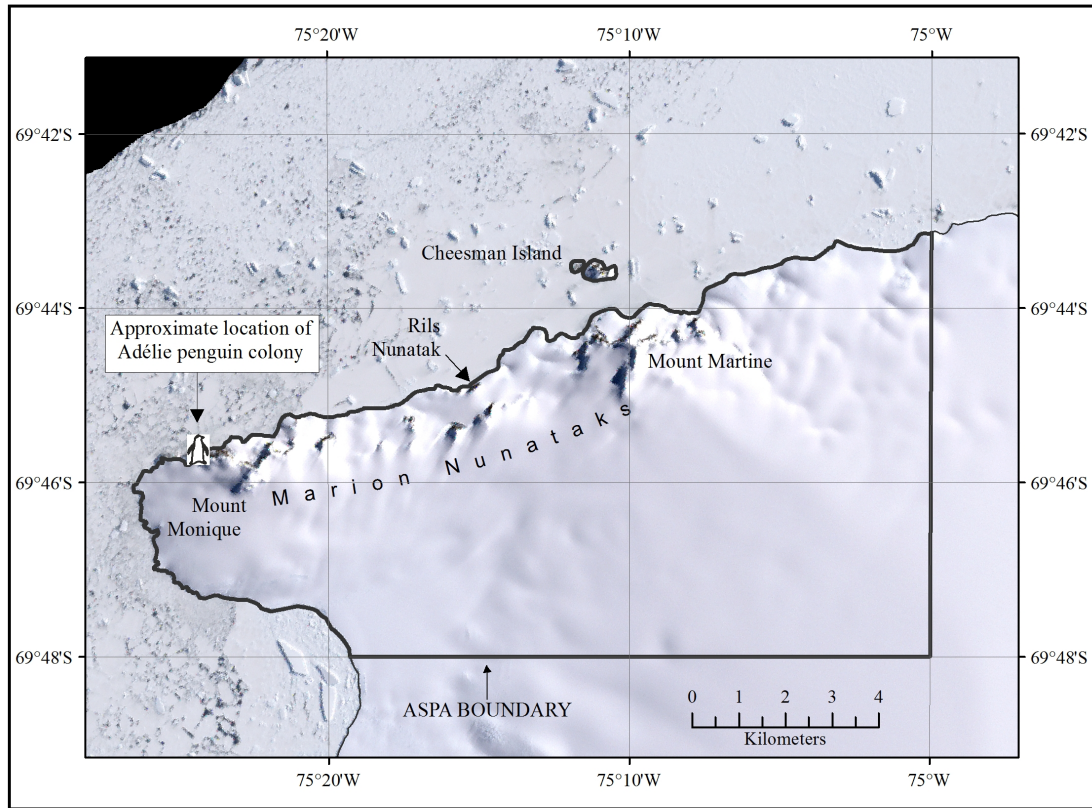 75°20'W 75°10'W 75°W
69°42'S 69°42'S
Cheesman Island
69°44'S 69°44'S
Approximate location of
Adélie penguin colony
Rils
Nunatak
Mount Martine
Marion Nunataks
69°46'S 69°46'S
Mount
Monique
69°48'S 69°48'S
ASPA BOUNDARY
0 1 2 3 4
Kilometers
75°20'W 75°10'W 75°W